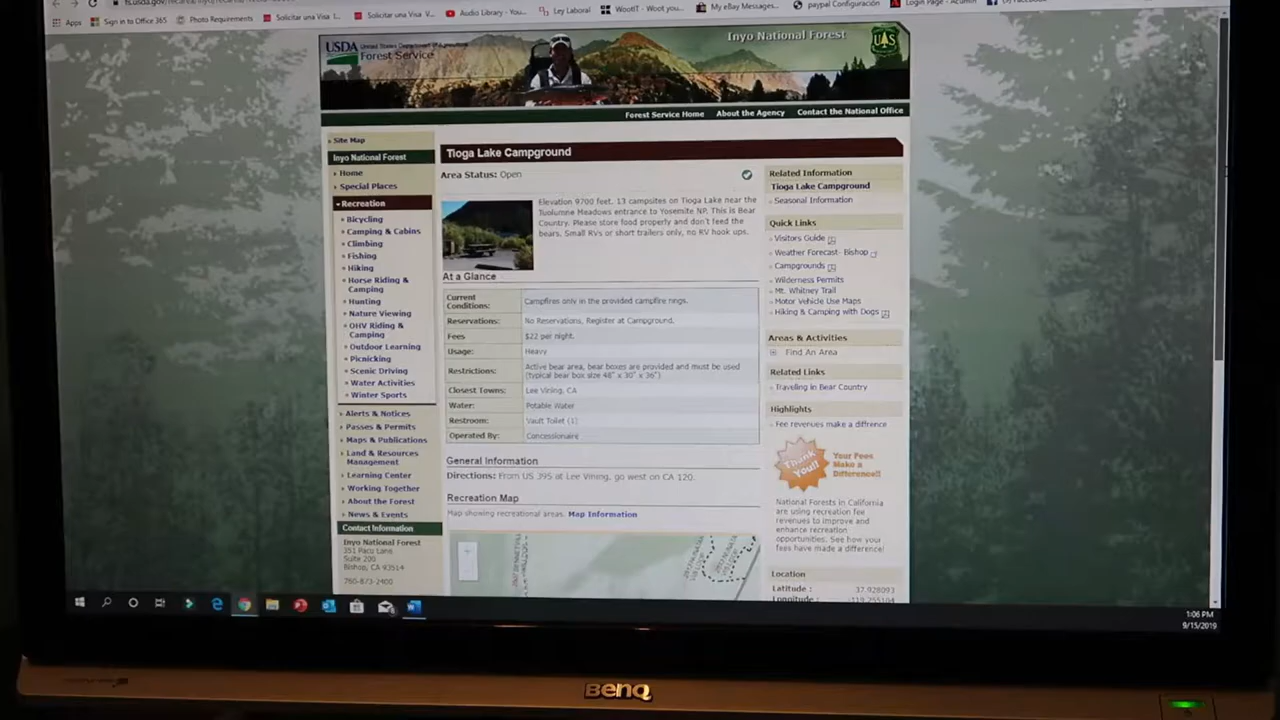 Apps
Sign in to Office 365
Photo Requirements
Solicitar una Visa
Solicitar una Visa V...
Audio Library - You...
Ley Laboral
WootIT - Woot you...
My eBay Messages...
paypal Configuración
Login Page -
USDA
United States Department of Agriculture
Forest Service
Inyo National Forest
UAS
Forest Service Home
About the Agency
Contact the National Office
Site Map
Inyo National Forest
Home
Special Places
Recreation
Bicycling
Camping & Cabins
Climbing
Fishing
Hiking
Horse Riding &
Camping
Hunting
Nature Viewing
OHV Riding &
Camping
Outdoor Learning
Picnicking
Scenic Driving
Water Activities
Winter Sports
Alerts & Notices
Passes & Permits
Maps & Publications
Land & Resources
Management
Learning Center
Working Together
About the Forest
News & Events
Contact Information
Inyo National Forest
351 Pacu Lane,
Suite 200
Bishop, CA 93514
760-873-2400
Tioga Lake Campground
Area Status: Open
Elevation 9700 feet. 13 campsites on Tioga Lake near the
Tuolumne Meadows entrance to Yosemite NP. This is Bear
Country. Please store food properly and don't feed the
bears. Small RVs or short trailers only, no RV hook ups.
At a Glance
Current
Conditions:
Campfires only in the provided campfire rings.
Reservations:
No Reservations, Register at Campground.
Fees
$22 per night.
Usage:
Heavy
Restrictions:
Active bear area, bear boxes are provided and must be used
(typical bear box size 48" x 30" x 36")
Closest Towns:
Lee Vining, CA
Water:
Potable Water
Restroom:
Vault Toilet (1)
Operated By:
Concessionaire
General Information
Directions: From US 395 at Lee Vining, go west on CA 120.
Recreation Map
Map showing recreational areas. Map Information
Related Information
Tioga Lake Campground
Seasonal Information
Quick Links
Visitors Guide
Weather Forecast- Bishop
Campgrounds
Wilderness Permits
Mt. Whitney Trail
Motor Vehicle Use Maps
Hiking & Camping with Dogs
Areas & Activities
Find An Area
Related Links
Traveling in Bear Country
Highlights
Fee revenues make a difference
Thank
You!
Your Fees
Make a
Difference!!
National Forests in California
are using recreation fee
revenues to improve and
enhance recreation
opportunities. See how your
fees have made a difference!
Location
Latitude :
37.928093
Longitude :
-119.255104
1:06 PM
9/15/2019
BenQ